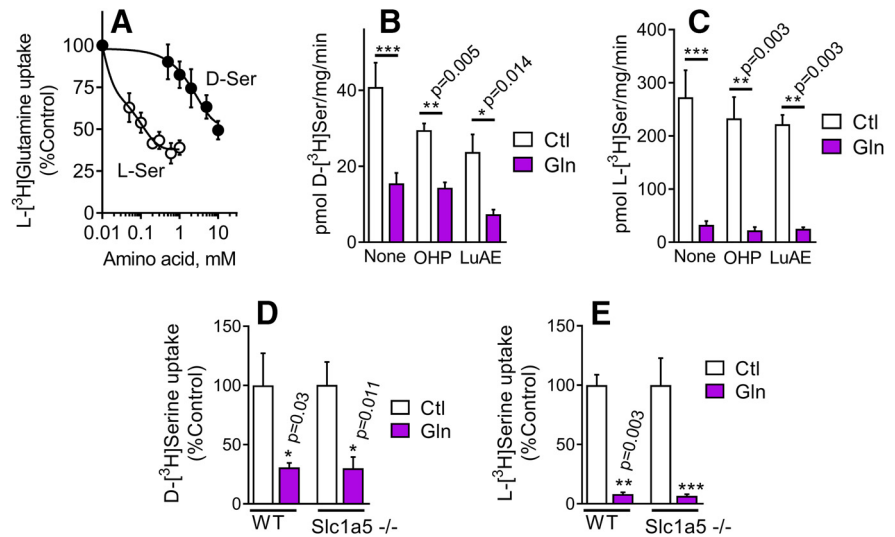 A
L-[³H]Glutamine uptake
(%Control)
100
75
50
25
0
D-Ser
L-Ser
0.01 0.1 1 10
Amino acid, mM
B
pmol D-[³H]Ser/mg/min
40
20
0
***
** p=0.005
* p=0.014
None OHP LuAE
Ctl
Gln
C
pmol L-[³H]Ser/mg/min
400
300
200
100
0
***
** p=0.003
** p=0.003
None OHP LuAE
Ctl
Gln
D
D-[³H]Serine uptake
(%Control)
150
100
50
0
* p=0.03
* p=0.011
WT Slc1a5 -/-
Ctl
Gln
E
L-[³H]Serine uptake
(%Control)
150
100
50
0
** p=0.003
***
WT Slc1a5 -/-
Ctl
Gln